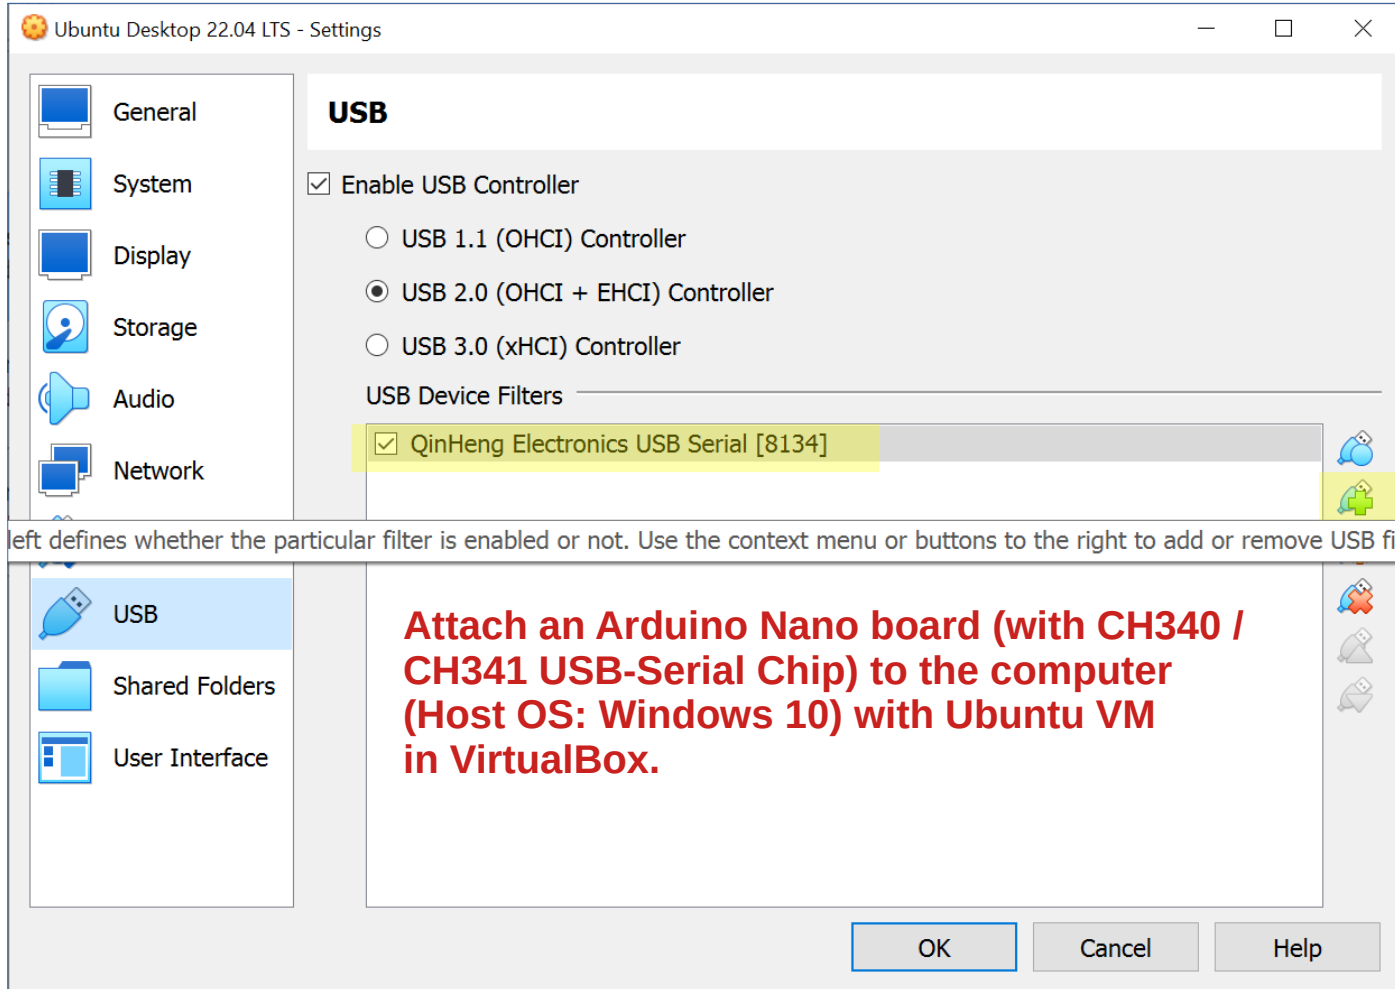 Ubuntu Desktop 22.04 LTS - Settings
General
System
Display
Storage
Audio
Network
USB
Shared Folders
User Interface
USB
Enable USB Controller
USB 1.1 (OHCI) Controller
USB 2.0 (OHCI + EHCI) Controller
USB 3.0 (xHCI) Controller
USB Device Filters
QinHeng Electronics USB Serial [8134]
left defines whether the particular filter is enabled or not. Use the context menu or buttons to the right to add or remove USB fi
Attach an Arduino Nano board (with CH340 /
CH341 USB-Serial Chip) to the computer
(Host OS: Windows 10) with Ubuntu VM
in VirtualBox.
OK
Cancel
Help